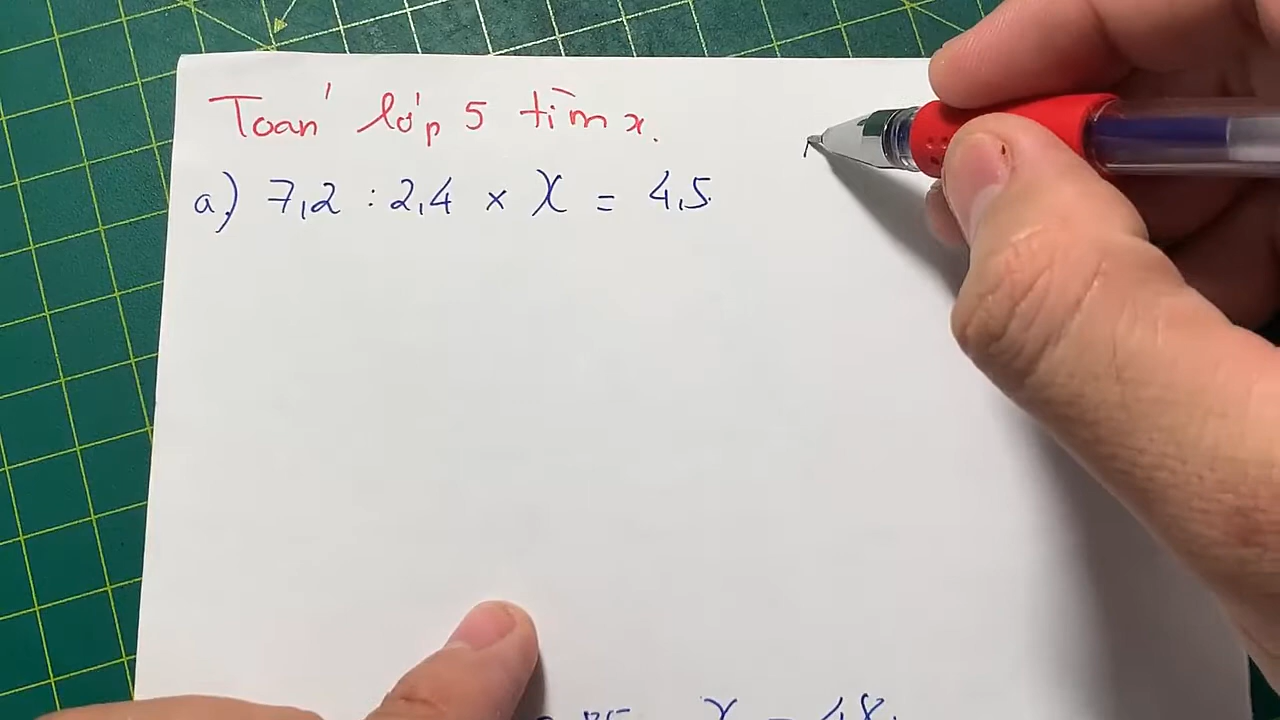 Toán lớp 5 tìm x.
a) 7,2 : 2,4 × x = 4,5